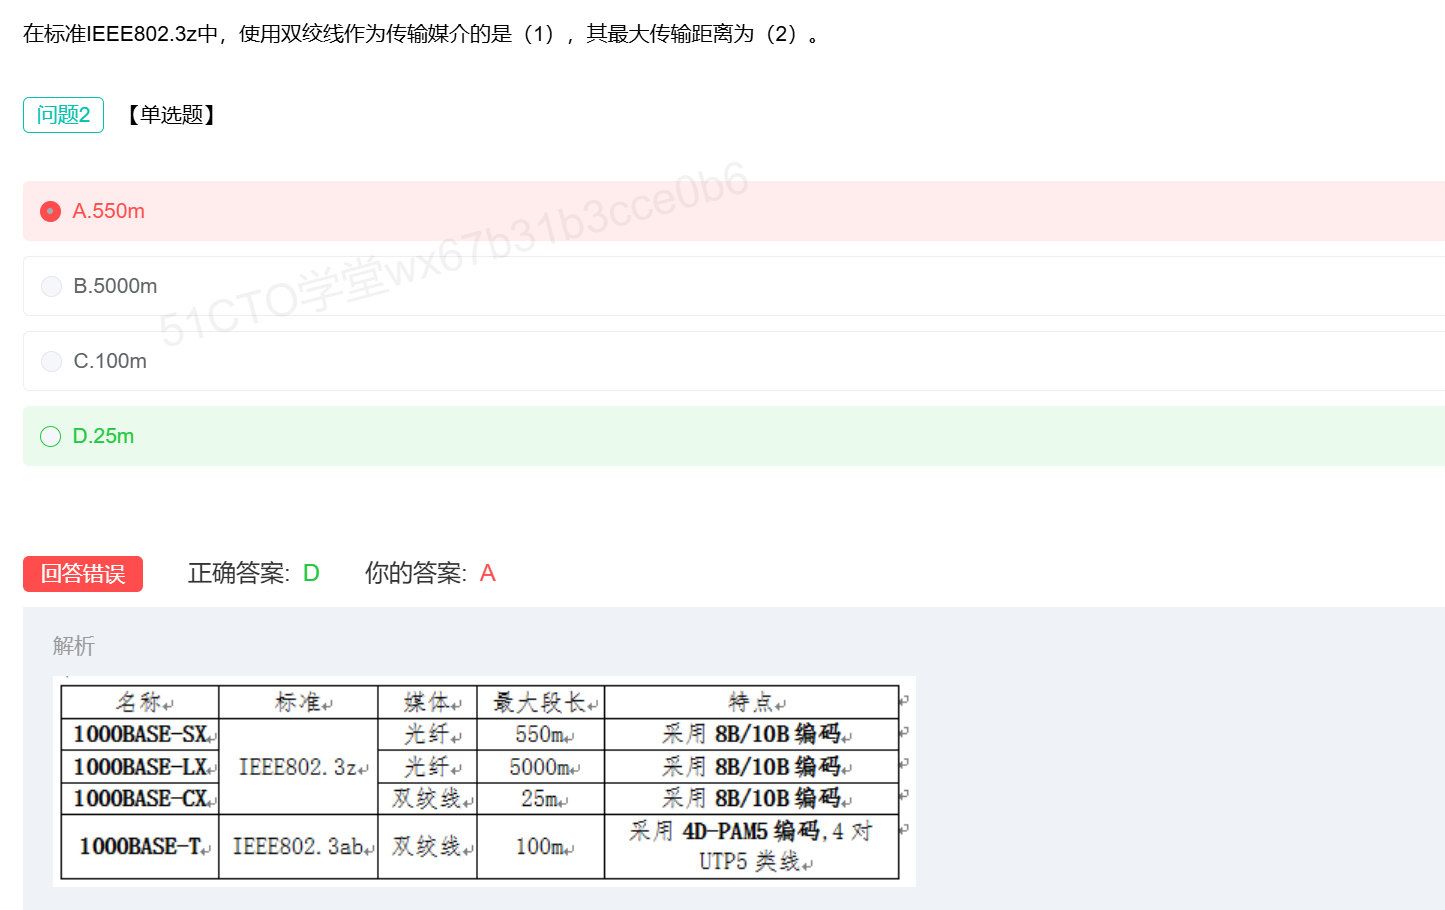 在标准IEEE802.3z中，使用双绞线作为传输媒介的是（1），其最大传输距离为（2）。
问题2 【单选题】
A.550m
B.5000m
C.100m
D.25m
51CTO学堂wx67b31b3cce0b6
回答错误 正确答案: D 你的答案: A
解析
名称 标准 媒体 最大段长 特点
1000BASE-SX 光纤 550m 采用 8B/10B 编码
1000BASE-LX IEEE802.3z 光纤 5000m 采用 8B/10B 编码
1000BASE-CX 双绞线 25m 采用 8B/10B 编码
1000BASE-T IEEE802.3ab 双绞线 100m 采用 4D-PAM5 编码,4 对
UTP5 类线